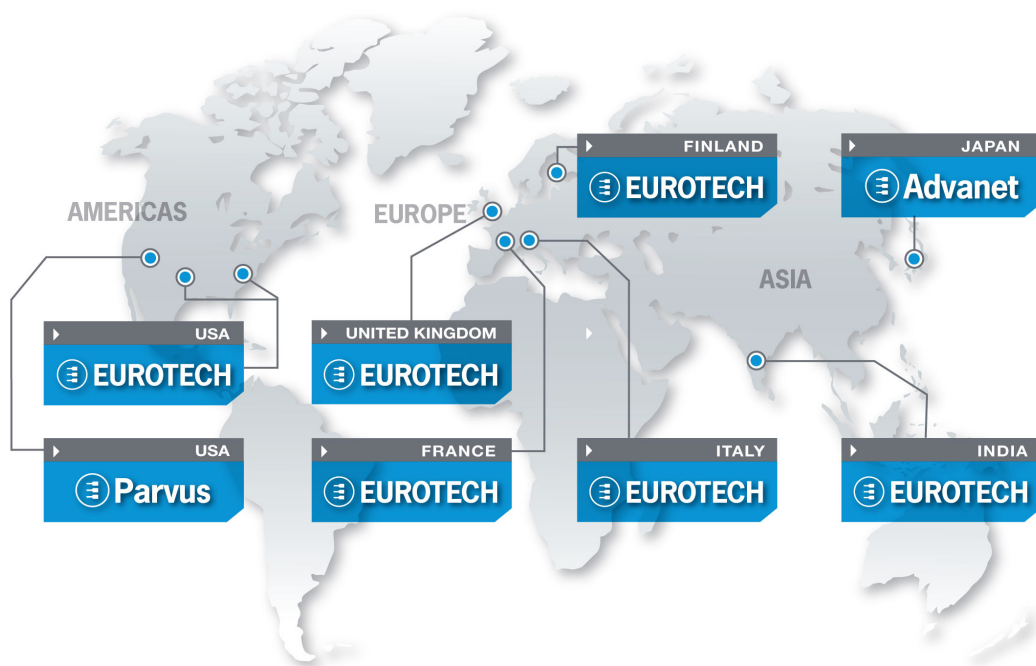 FINLAND
EUROTECH
JAPAN
Advanet
AMERICAS
EUROPE
ASIA
USA
EUROTECH
UNITED KINGDOM
EUROTECH
USA
Parvus
FRANCE
EUROTECH
ITALY
EUROTECH
INDIA
EUROTECH